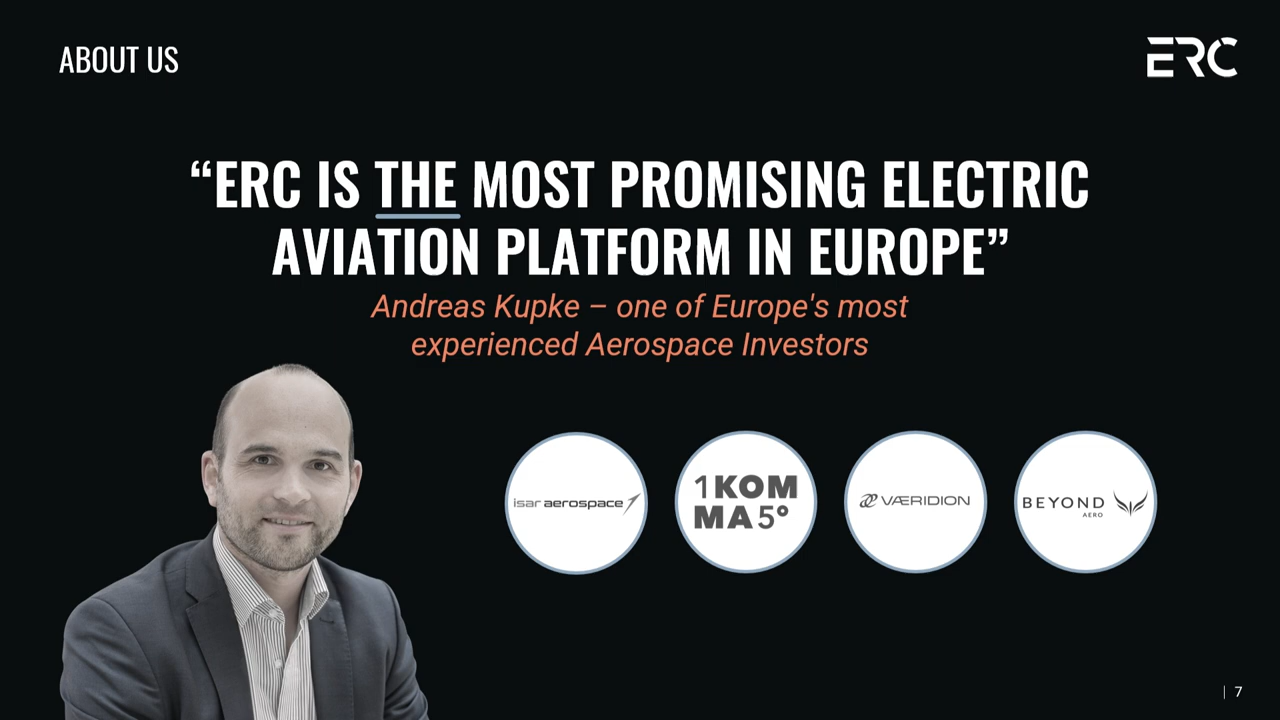 ABOUT US
ERC
“ERC IS THE MOST PROMISING ELECTRIC
AVIATION PLATFORM IN EUROPE”
Andreas Kupke – one of Europe's most
experienced Aerospace Investors
isar aerospace
1KOM
MA5°
VÆRIDION
BEYOND
AERO
| 7